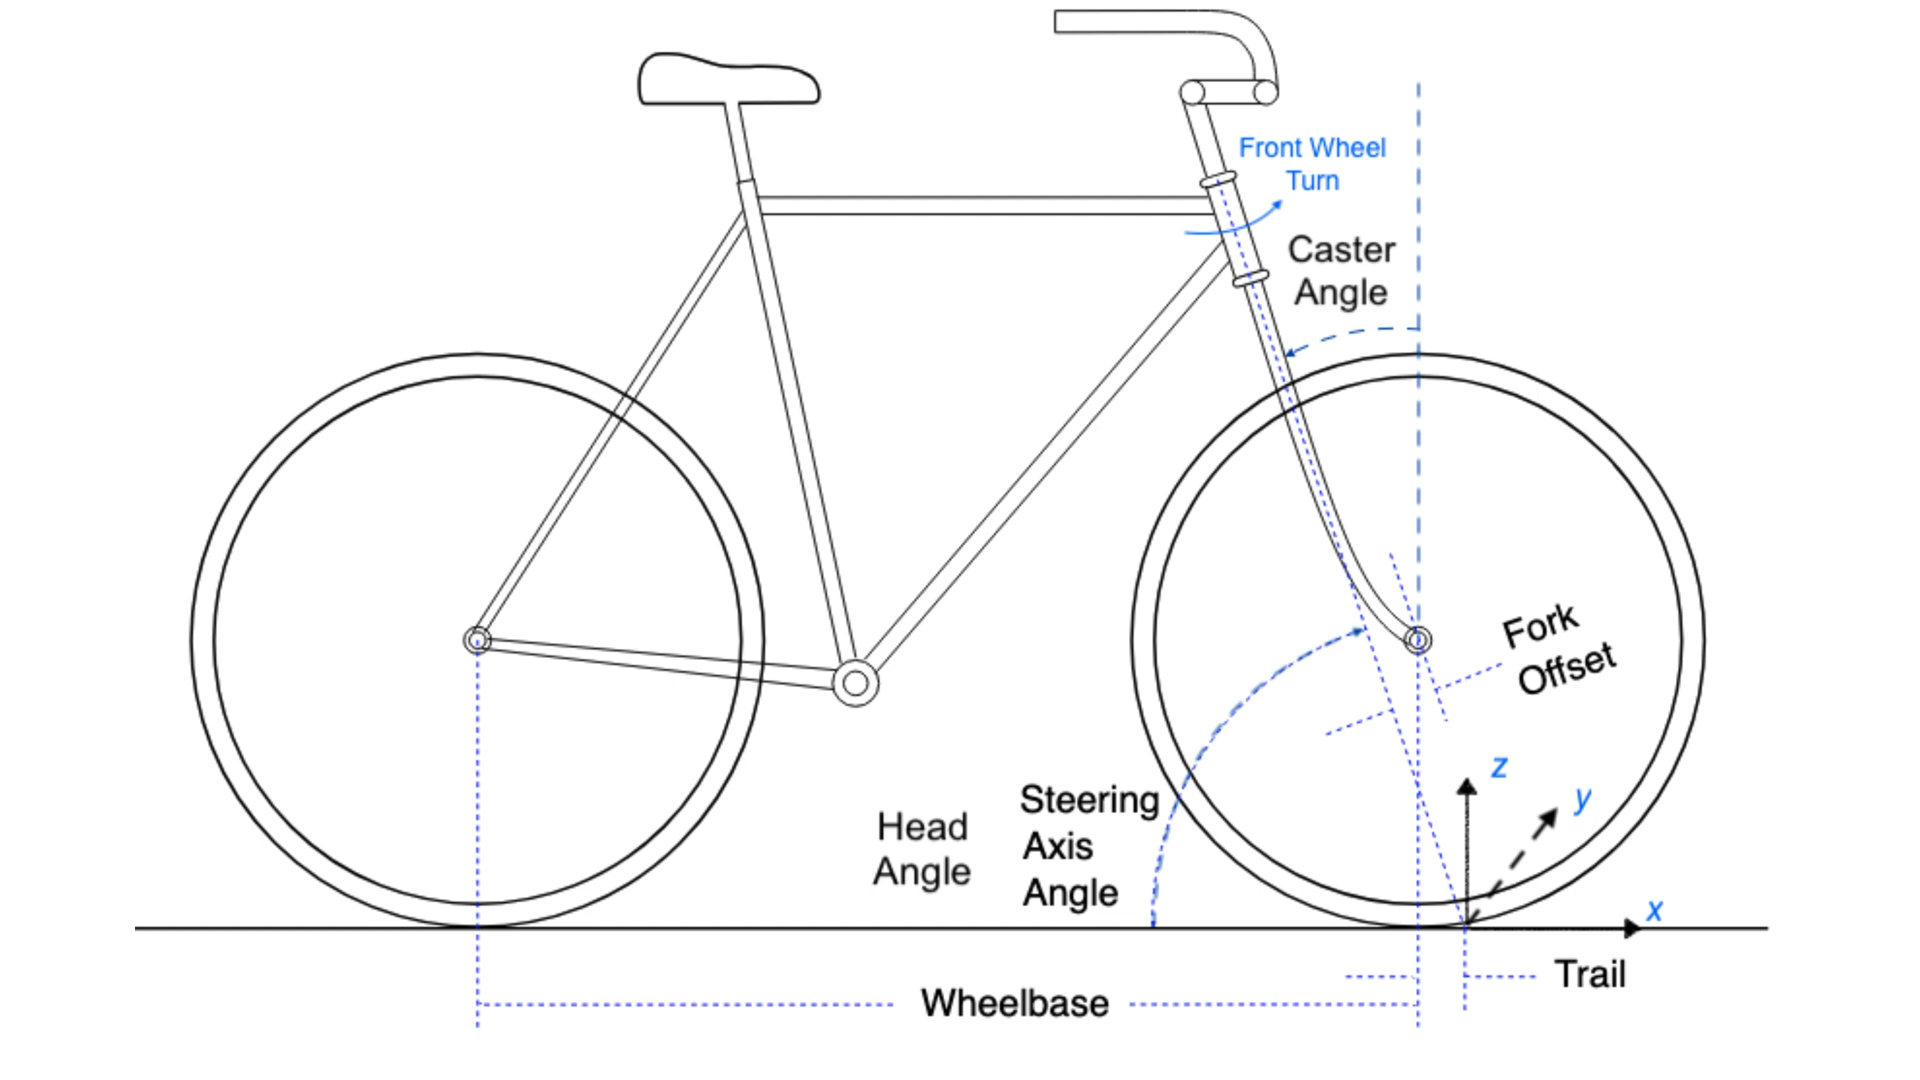 Front Wheel
Turn
Caster
Angle
Fork
Offset
z
y
Steering
Axis
Angle
Head
Angle
x
Trail
Wheelbase